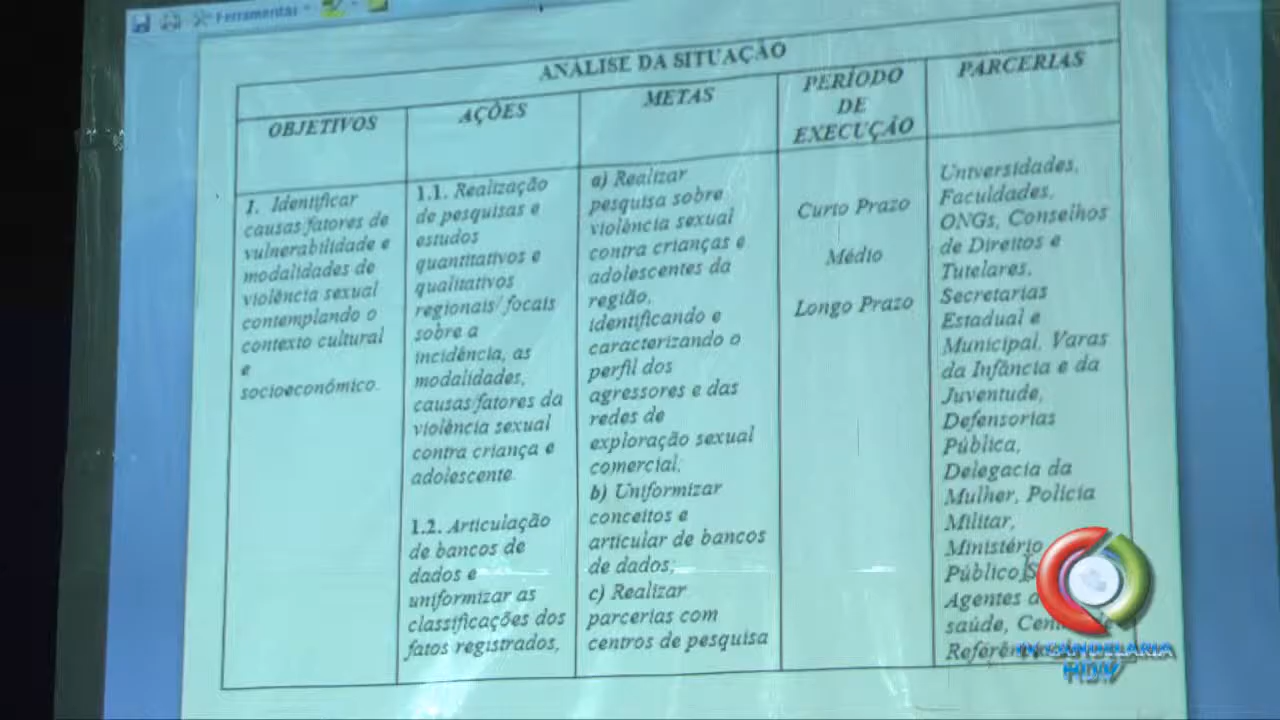 Ferramentas
ANALISE DA SITUAÇÃO
OBJETIVOS
AÇÕES
METAS
PERÍODO
DE
EXECUÇÃO
PARCERIAS
1. Identificar
causas/fatores de
vulnerabilidade e
modalidades de
violência sexual
contemplando o
contexto cultural
e
socioeconómico.
1.1. Realização
de pesquisas e
estudos
quantitativos e
qualitativos
regionais/ focais
sobre a
incidência, as
modalidades,
causas/fatores da
violência sexual
contra criança e
adolescente.
1.2. Articulação
de bancos de
dados e
uniformizar as
classificações dos
fatos registrados,
a) Realizar
pesquisa sobre
violência sexual
contra crianças e
adolescentes da
região,
identificando e
caracterizando o
perfil dos
agressores e das
redes de
exploração sexual
comercial;
b) Uniformizar
conceitos e
articular de bancos
de dados;
c) Realizar
parcerias com
centros de pesquisa
Curto Prazo
Médio
Longo Prazo
Universidades,
Faculdades,
ONGs, Conselhos
de Direitos e
Tutelares,
Secretarias
Estadual e
Municipal, Varas
da Infância e da
Juventude,
Defensorias
Pública,
Delegacia da
Mulher, Polícia
Militar,
Ministério
Público
Agentes
saúde,
TV CANDELARIA
HDTV